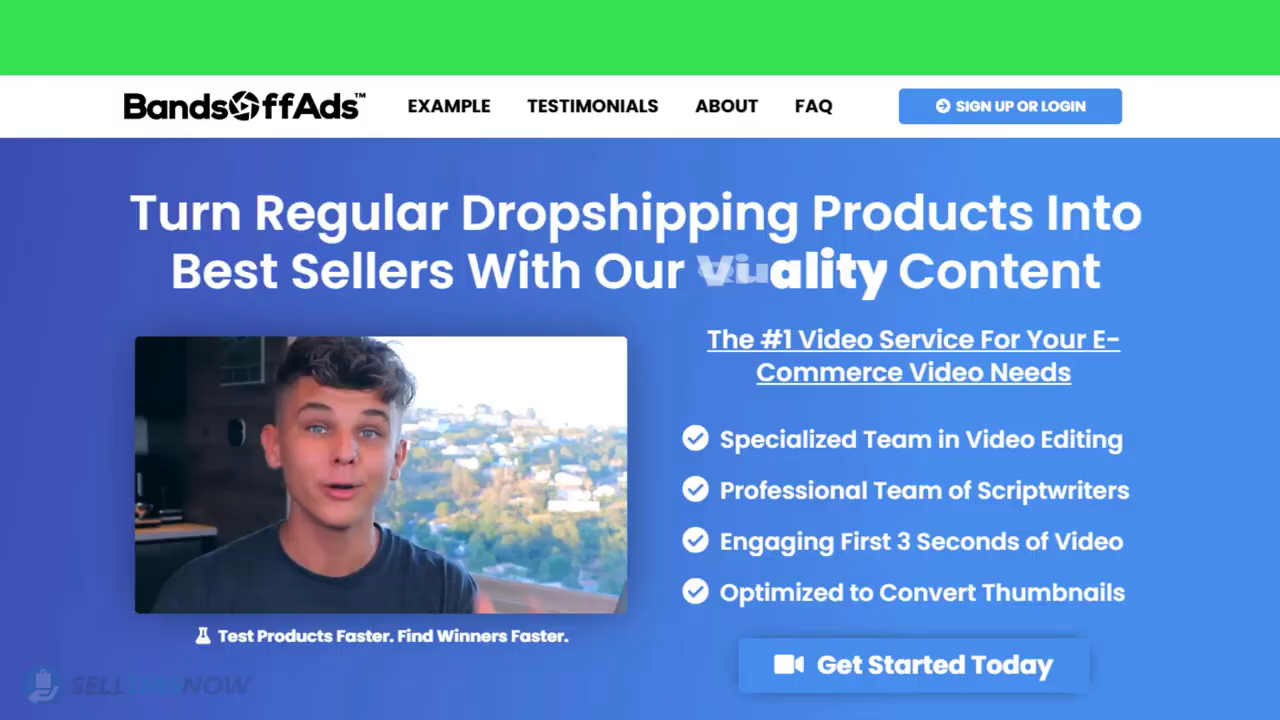 BandsOffAds™
EXAMPLE
TESTIMONIALS
ABOUT
FAQ
SIGN UP OR LOGIN
Turn Regular Dropshipping Products Into
Best Sellers With Our Content
The #1 Video Service For Your E-
Commerce Video Needs
Specialized Team in Video Editing
Professional Team of Scriptwriters
Engaging First 3 Seconds of Video
Optimized to Convert Thumbnails
Test Products Faster. Find Winners Faster.
Get Started Today
SELLTHENOW